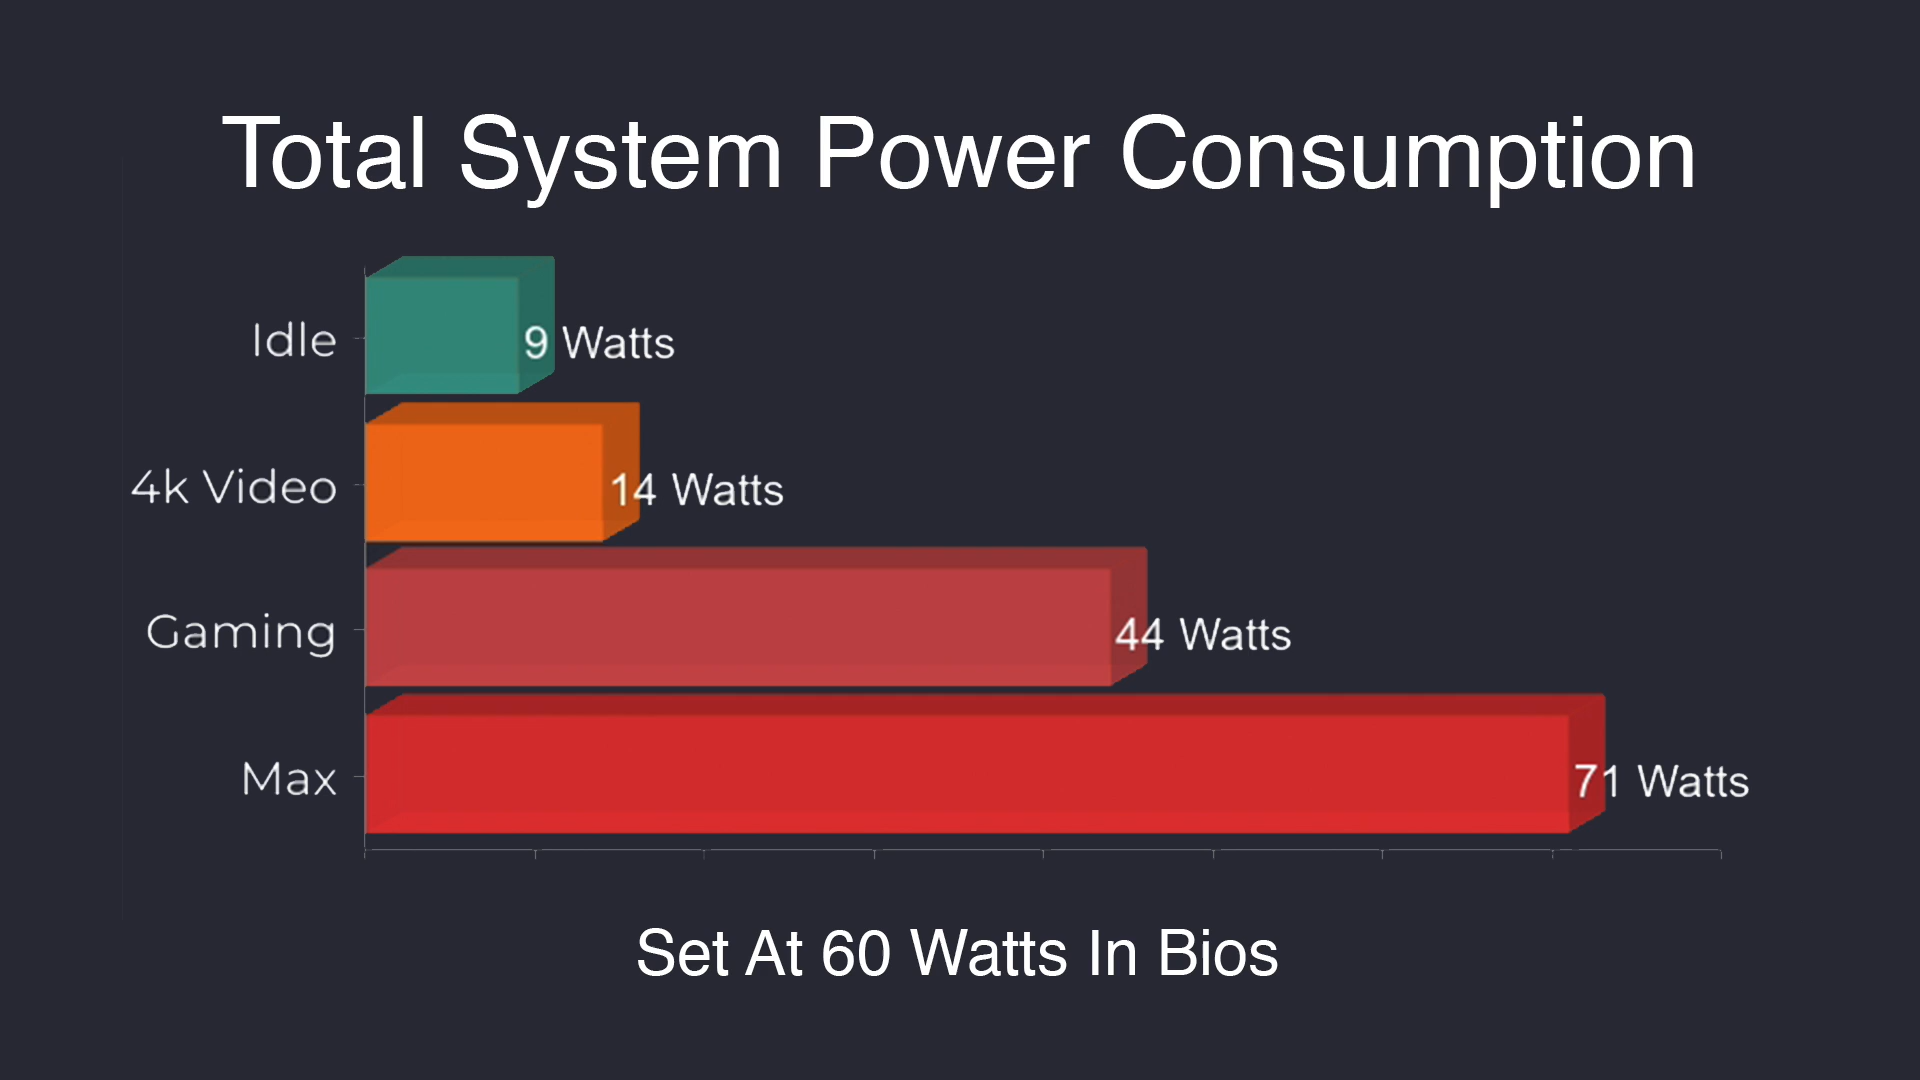 Total System Power Consumption
Idle
9 Watts
4k Video
14 Watts
Gaming
44 Watts
Max
71 Watts
Set At 60 Watts In Bios